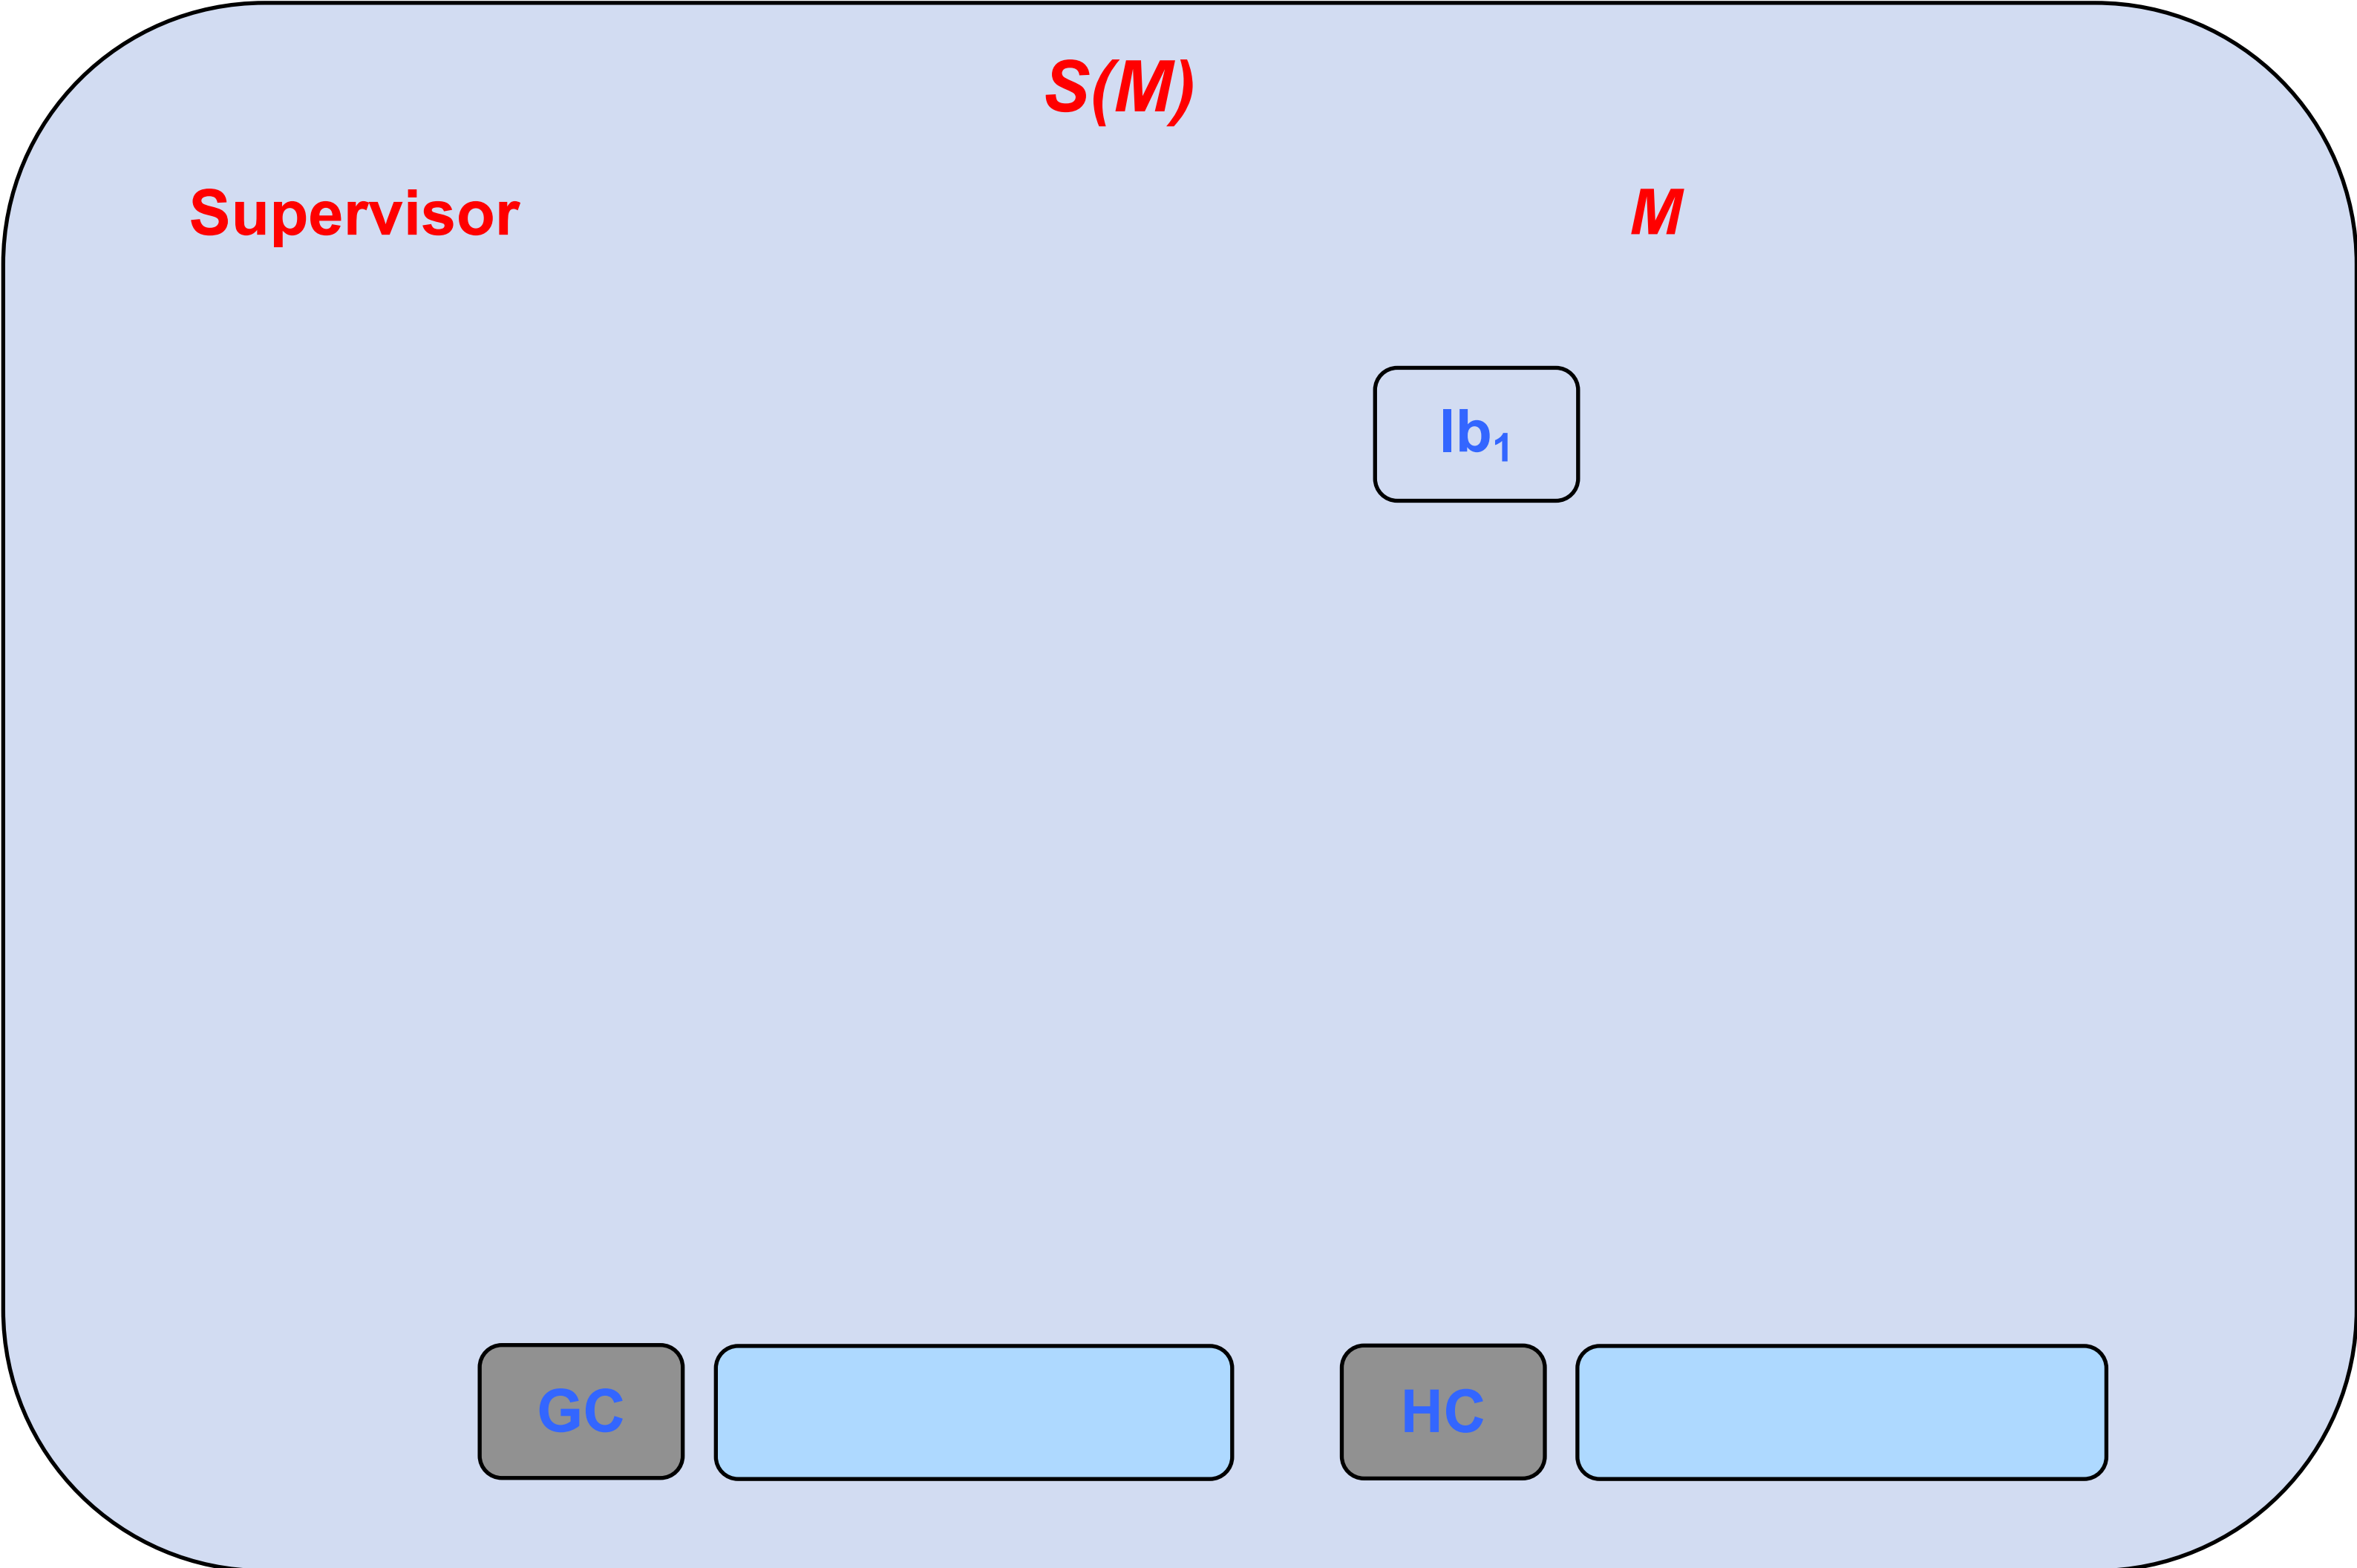 S(M)
Supervisor
M
Ib₁
GC
HC